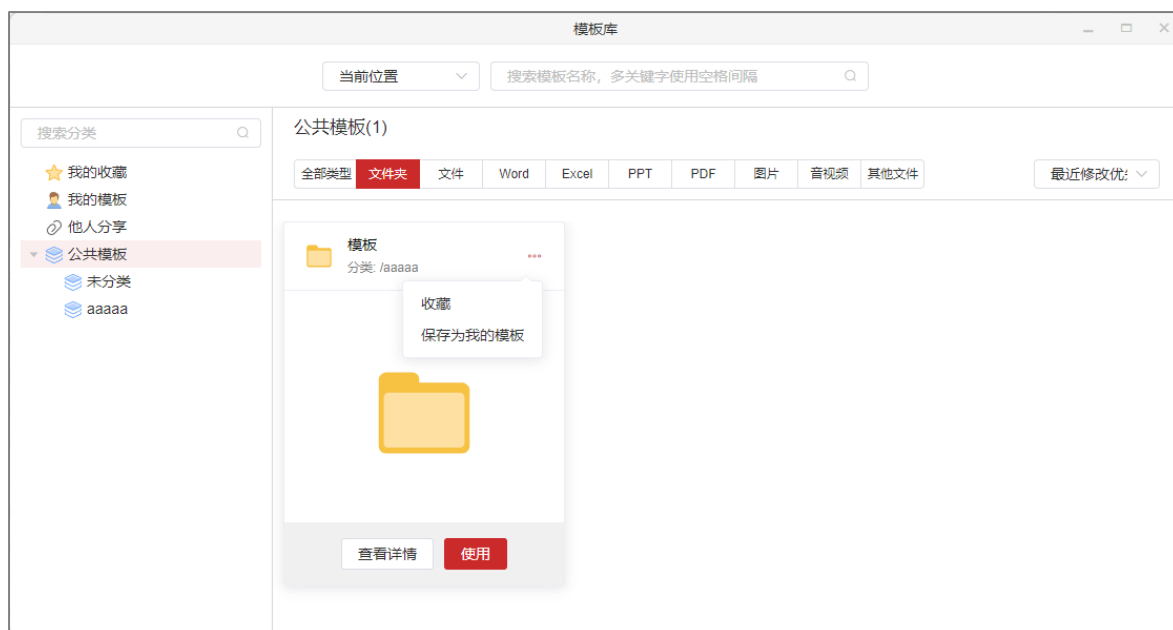 模板库
当前位置
搜索模板名称，多关键字使用空格间隔
搜索分类
我的收藏
我的模板
他人分享
公共模板
未分类
aaaaa
公共模板(1)
全部类型 文件夹 文件 Word Excel PPT PDF 图片 音视频 其他文件
最近修改优
模板
分类: /aaaaa
收藏
保存为我的模板
查看详情 使用